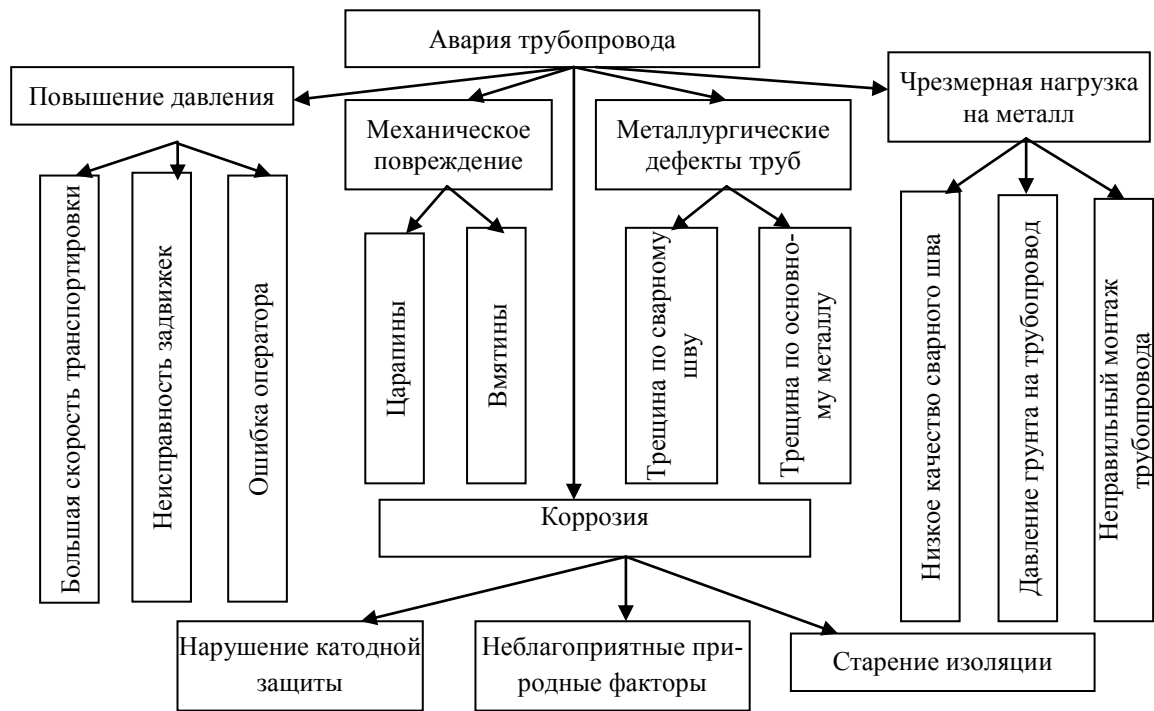 Авария трубопровода
Повышение давления
Механическое
повреждение
Металлургические
дефекты труб
Чрезмерная нагрузка
на металл
Большая скорость транспортировки
Неисправность задвижек
Ошибка оператора
Царапины
Вмятины
Трещина по сварному
шву
Трещина по основно-
му металлу
Низкое качество сварного шва
Давление грунта на трубопровод
Неправильный монтаж
трубопровода
Коррозия
Нарушение катодной
защиты
Неблагоприятные при-
родные факторы
Старение изоляции